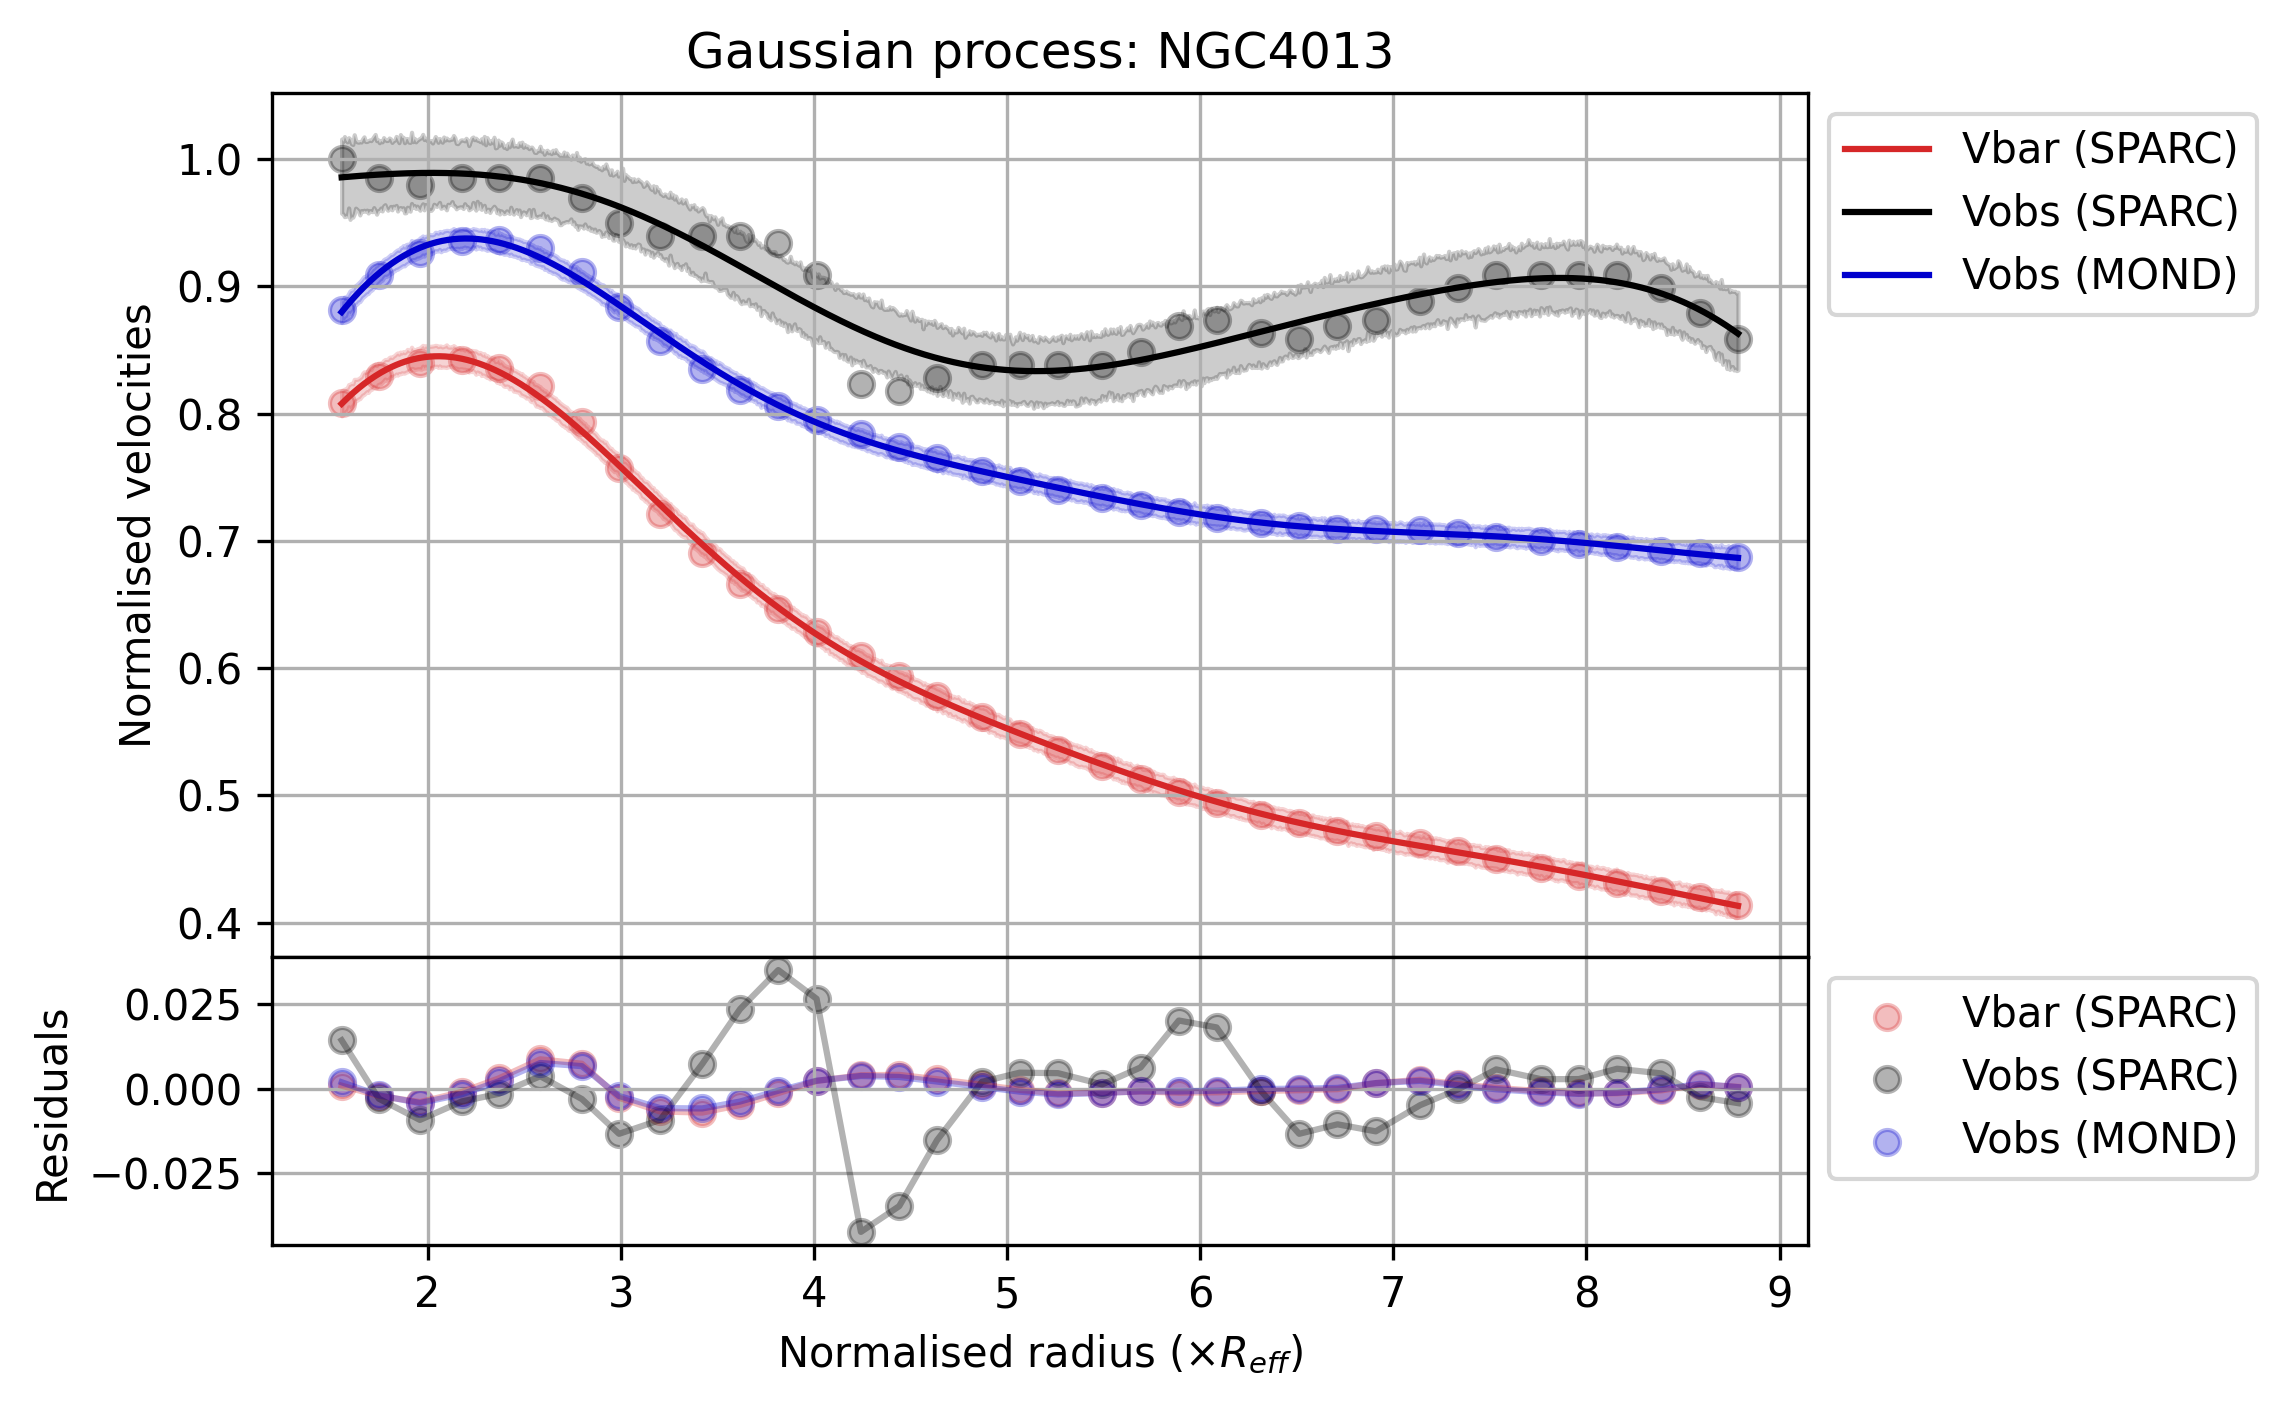 Gaussian process: NGC4013
Normalised velocities
1.0
0.9
0.8
0.7
0.6
0.5
0.4
Vbar (SPARC)
Vobs (SPARC)
Vobs (MOND)
Residuals
0.025
0.000
−0.025
Vbar (SPARC)
Vobs (SPARC)
Vobs (MOND)
2 3 4 5 6 7 8 9
Normalised radius (×R_eff)